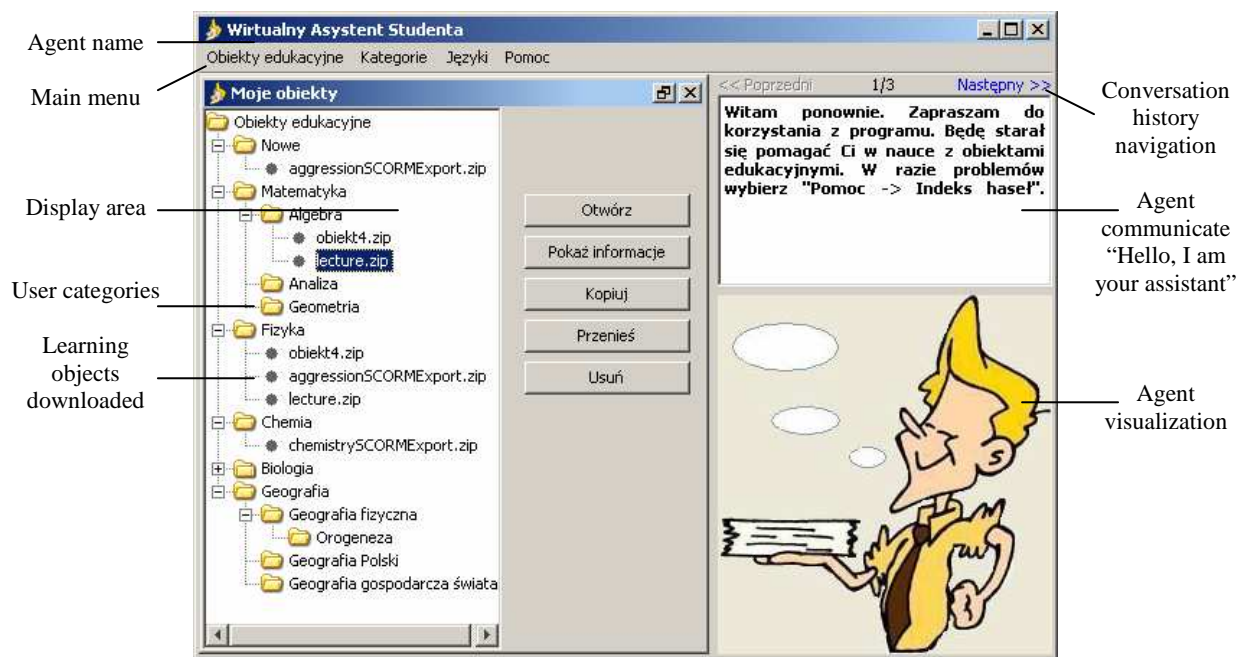 Wirtualny Asystent Studenta
Agent name
Obiekty edukacyjne Kategorie Języki Pomoc
Main menu
Moje obiekty
Obiekty edukacyjne
Nowe
aggressionSCORMExport.zip
Matematyka
Algebra
obiekt4.zip
lecture.zip
Analiza
Geometria
Fizyka
obiekt4.zip
aggressionSCORMExport.zip
lecture.zip
Chemia
chemistrySCORMExport.zip
Biologia
Geografia
Geografia fizyczna
Orogeneza
Geografia Polski
Geografia gospodarcza świata
Display area
User categories
Learning
objects
downloaded
Otwórz
Pokaż informacje
Kopiuj
Przenieś
Usuń
<< Poprzedni 1/3 Następny >>
Witam ponownie. Zapraszam do
korzystania z programu. Będę starał
się pomagać Ci w nauce z obiektami
edukacyjnymi. W razie problemów
wybierz "Pomoc -> Indeks haseł".
Conversation
history
navigation
Agent
communicate
“Hello, I am
your assistant”
Agent
visualization